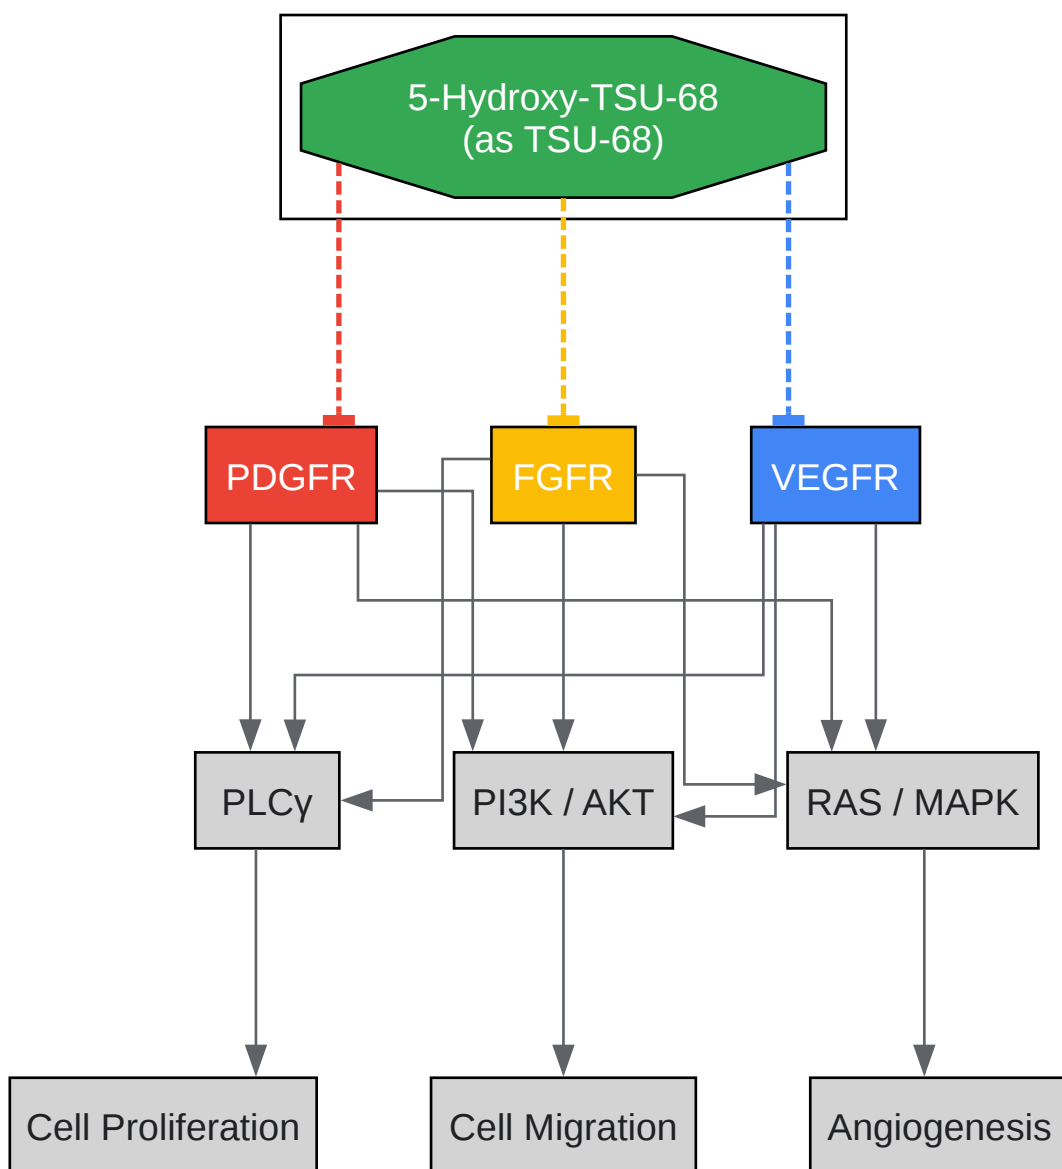 5-Hydroxy-TSU-68
(as TSU-68)
PDGFR
FGFR
VEGFR
PLCγ
PI3K / AKT
RAS / MAPK
Cell Proliferation
Cell Migration
Angiogenesis